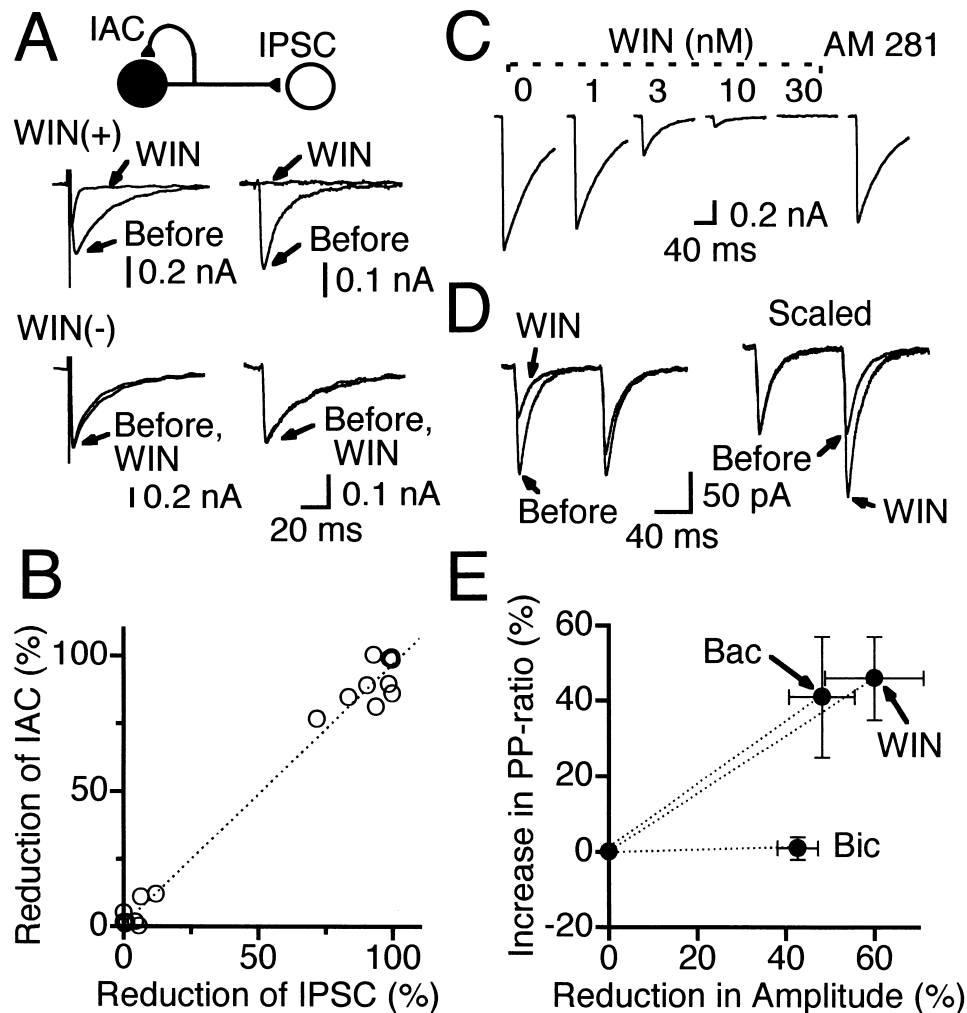 A
IAC
IPSC
WIN(+)
WIN
WIN
Before
Before
0.2 nA
0.1 nA
WIN(-)
Before,
WIN
Before,
WIN
0.2 nA
0.1 nA
20 ms
B
100
50
0
0
50
100
Reduction of IAC (%)
Reduction of IPSC (%)
C
WIN (nM)
AM 281
0 1 3 10 30
0.2 nA
40 ms
D
WIN
Scaled
Before
Before
50 pA
WIN
40 ms
E
60
40
20
0
-20
0
20
40
60
Bac
WIN
Bic
Increase in PP-ratio (%)
Reduction in Amplitude (%)